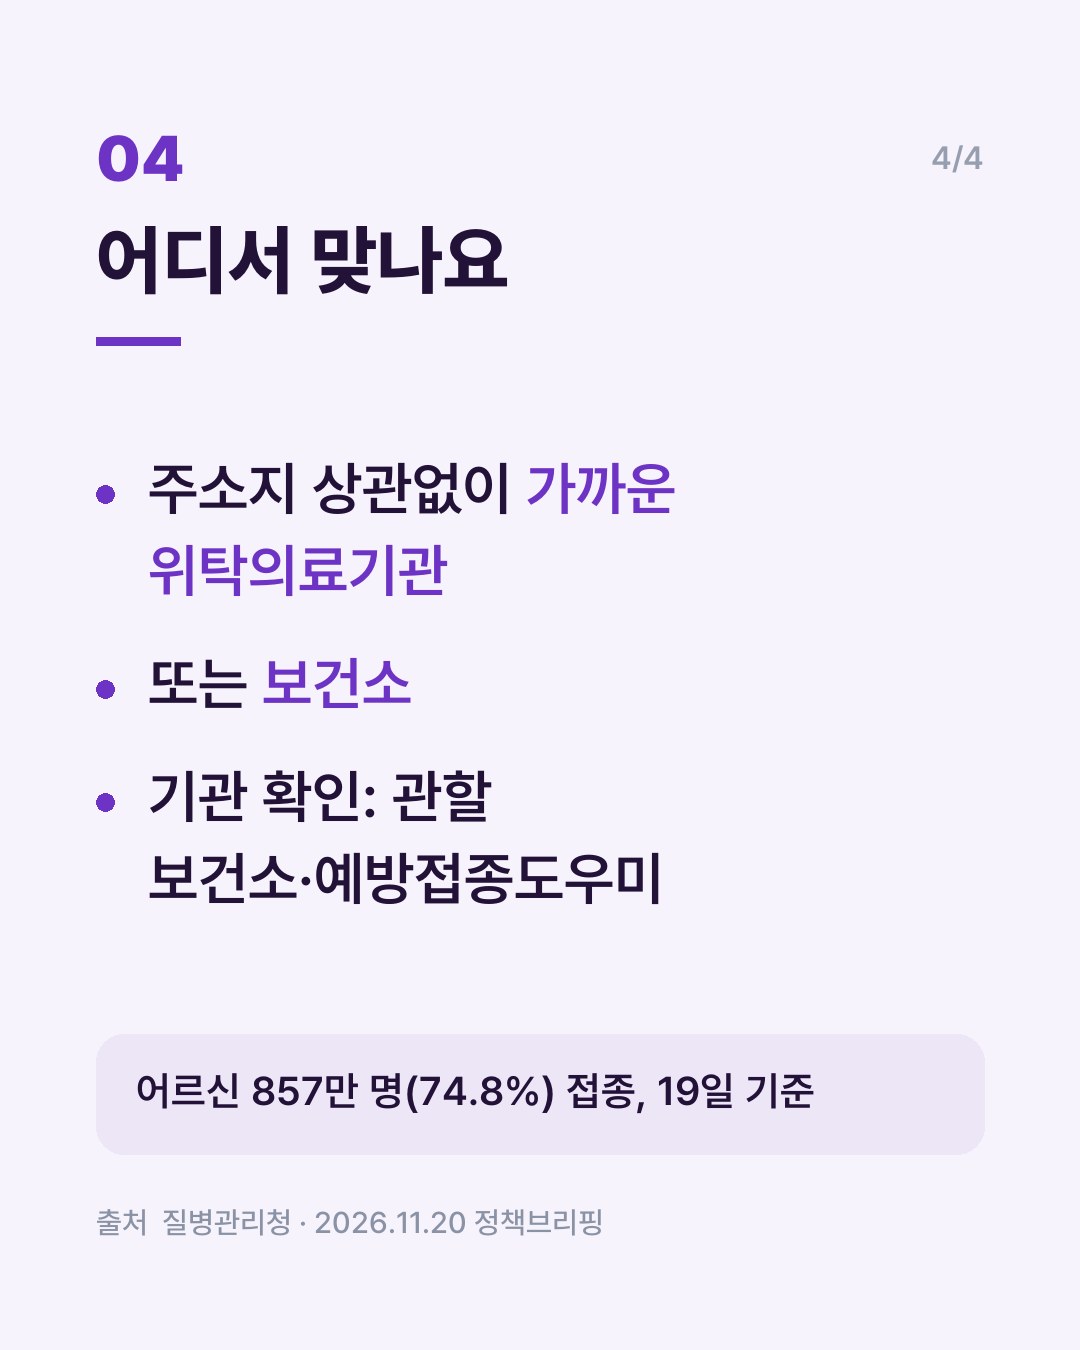 04
4/4
어디서 맞나요
주소지 상관없이 가까운
위탁의료기관
또는 보건소
기관 확인: 관할
보건소·예방접종도우미
어르신 857만 명(74.8%) 접종, 19일 기준
출처 질병관리청 · 2026.11.20 정책브리핑